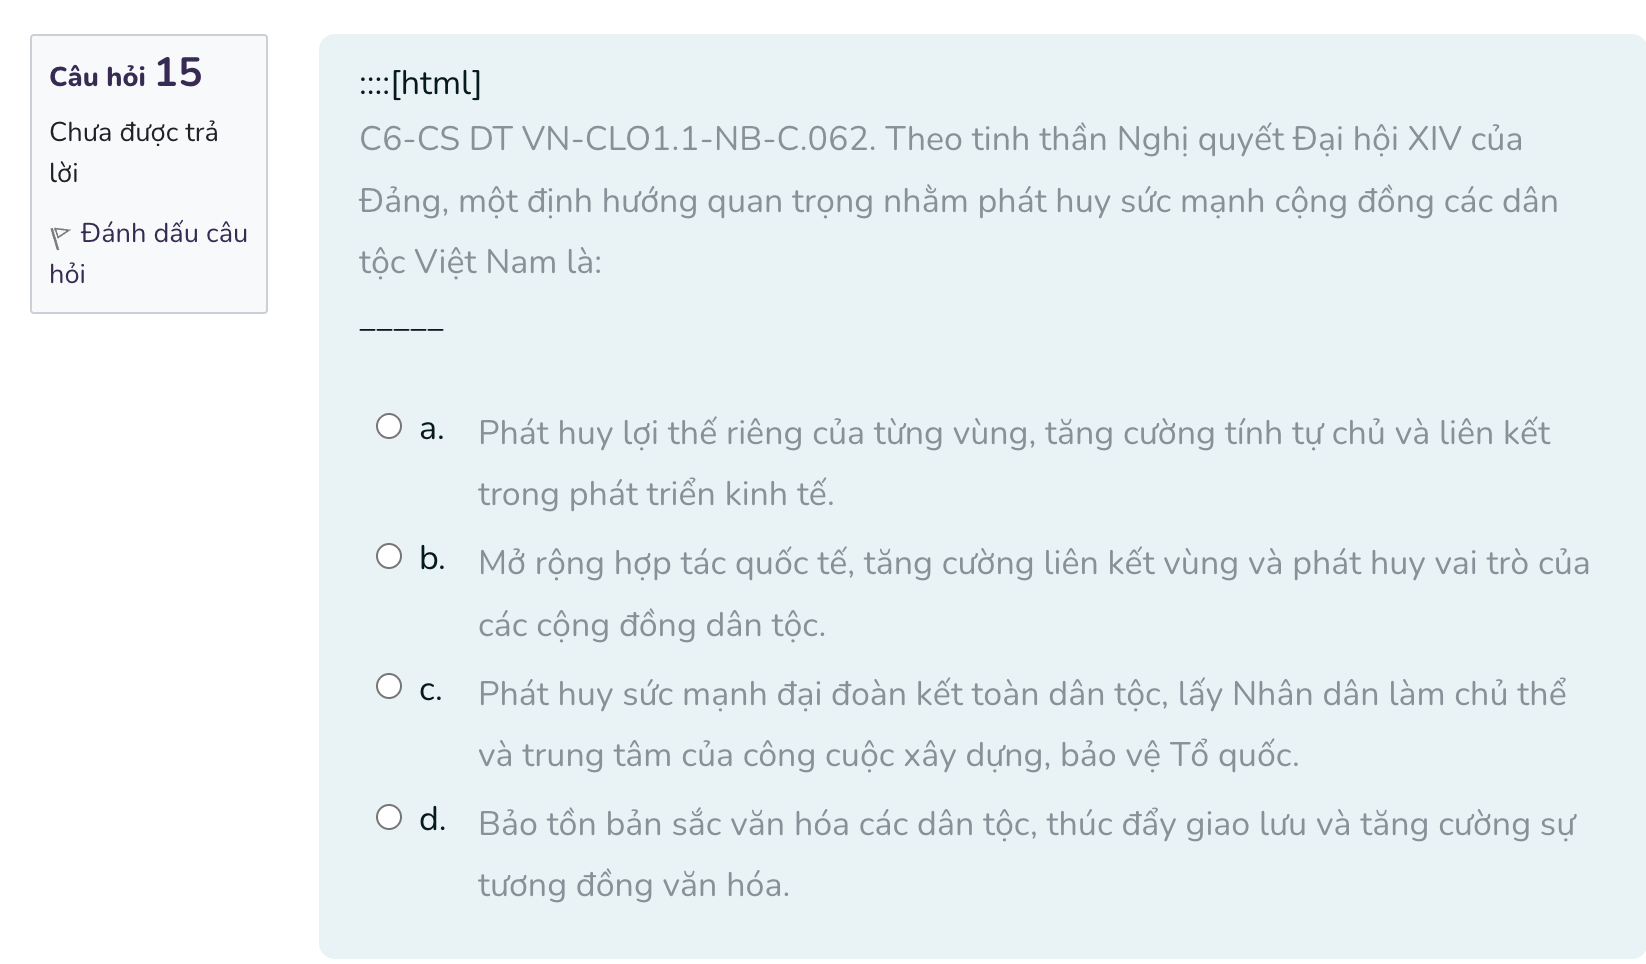 Câu hỏi 15
Chưa được trả
lời
Đánh dấu câu
hỏi
::::[html]
C6-CS DT VN-CLO1.1-NB-C.062. Theo tinh thần Nghị quyết Đại hội XIV của
Đảng, một định hướng quan trọng nhằm phát huy sức mạnh cộng đồng các dân
tộc Việt Nam là:
_____
a. Phát huy lợi thế riêng của từng vùng, tăng cường tính tự chủ và liên kết
trong phát triển kinh tế.
b. Mở rộng hợp tác quốc tế, tăng cường liên kết vùng và phát huy vai trò của
các cộng đồng dân tộc.
c. Phát huy sức mạnh đại đoàn kết toàn dân tộc, lấy Nhân dân làm chủ thể
và trung tâm của công cuộc xây dựng, bảo vệ Tổ quốc.
d. Bảo tồn bản sắc văn hóa các dân tộc, thúc đẩy giao lưu và tăng cường sự
tương đồng văn hóa.